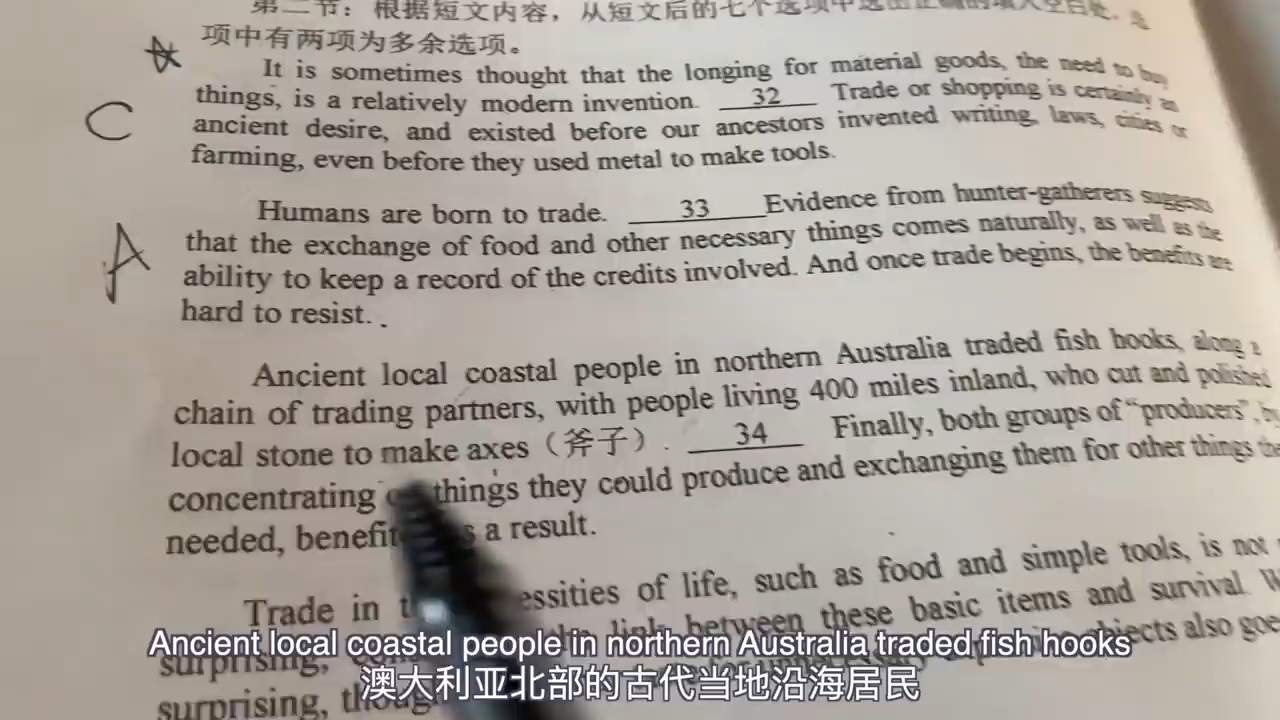 第二节：根据短文内容，从短文后的七个选项中选出
项中有两项为多余选项。
It is sometimes thought that the longing for material goods, the need to buy
C
things, is a relatively modern invention. 32 Trade or shopping is certainly an
ancient desire, and existed before our ancestors invented writing, laws, cities or
farming, even before they used metal to make tools.
Humans are born to trade. 33 Evidence from hunter-gatherers suggests
A
that the exchange of food and other necessary things comes naturally, as well as the
ability to keep a record of the credits involved. And once trade begins, the benefits are
hard to resist. .
Ancient local coastal people in northern Australia traded fish hooks, along a
chain of trading partners, with people living 400 miles inland, who cut and polished
local stone to make axes（斧子）. 34 Finally, both groups of "producers", by
concentrating things they could produce and exchanging them for other things
needed, a result.
Trade in of life, such as food and simple tools, is not
surprising, link between these basic items and survival.
objects also
surprising,
Ancient local coastal people in northern Australia traded fish hooks
澳大利亚北部的古代当地沿海居民